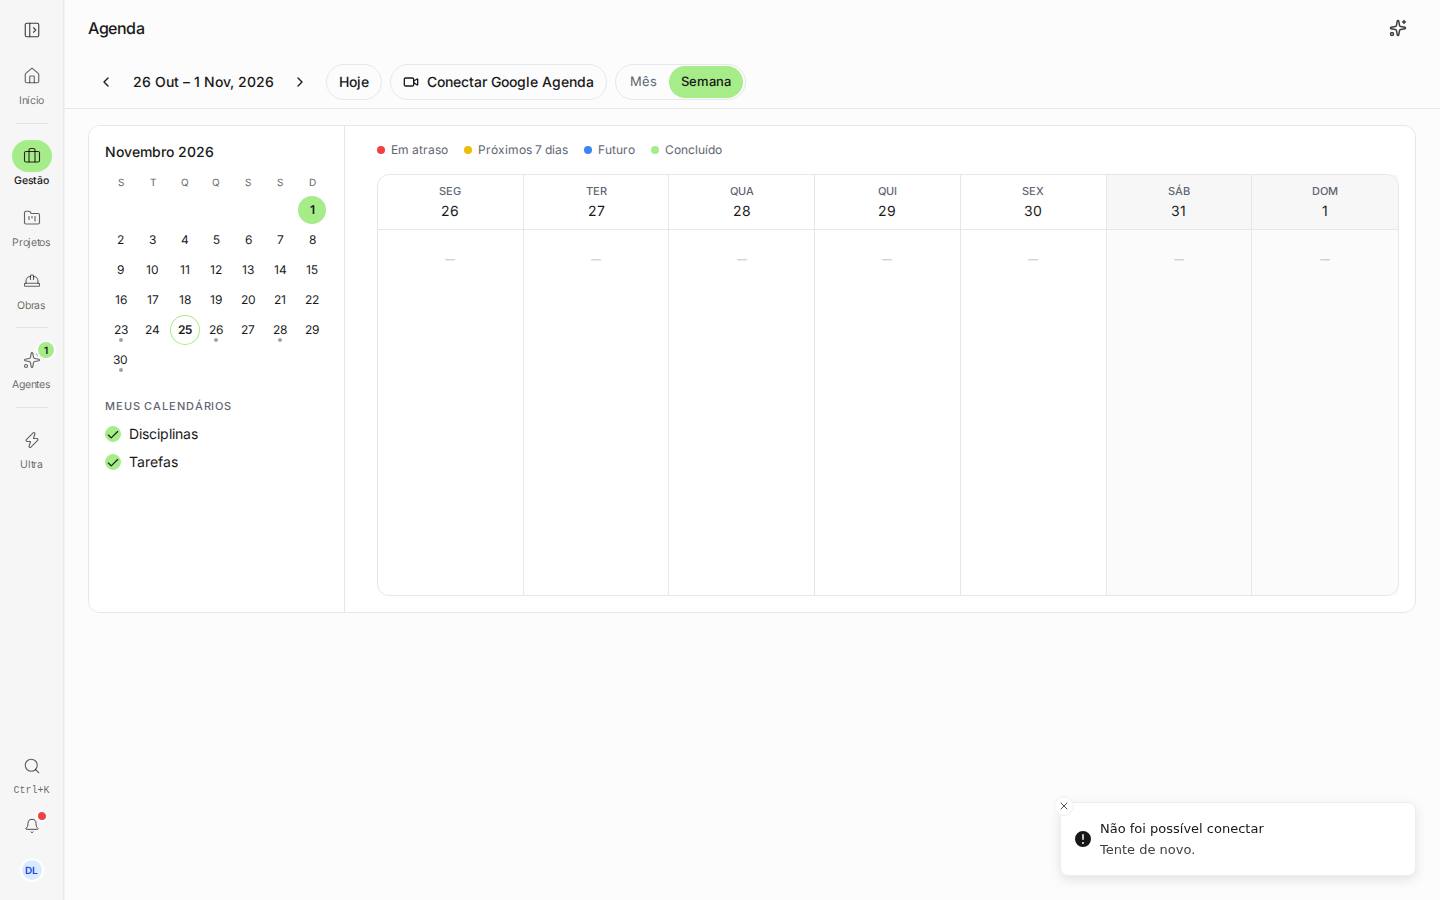 Agenda
26 Out – 1 Nov, 2026
Hoje
Conectar Google Agenda
Mês
Semana
Início
Gestão
Projetos
Obras
1
Agentes
Ultra
Ctrl+K
DL
Novembro 2026
S T Q Q S S D
1
2 3 4 5 6 7 8
9 10 11 12 13 14 15
16 17 18 19 20 21 22
23 24 25 26 27 28 29
30
MEUS CALENDÁRIOS
Disciplinas
Tarefas
Em atraso
Próximos 7 dias
Futuro
Concluído
SEG TER QUA QUI SEX SÁB DOM
26 27 28 29 30 31 1
— — — — — — —
Não foi possível conectar
Tente de novo.